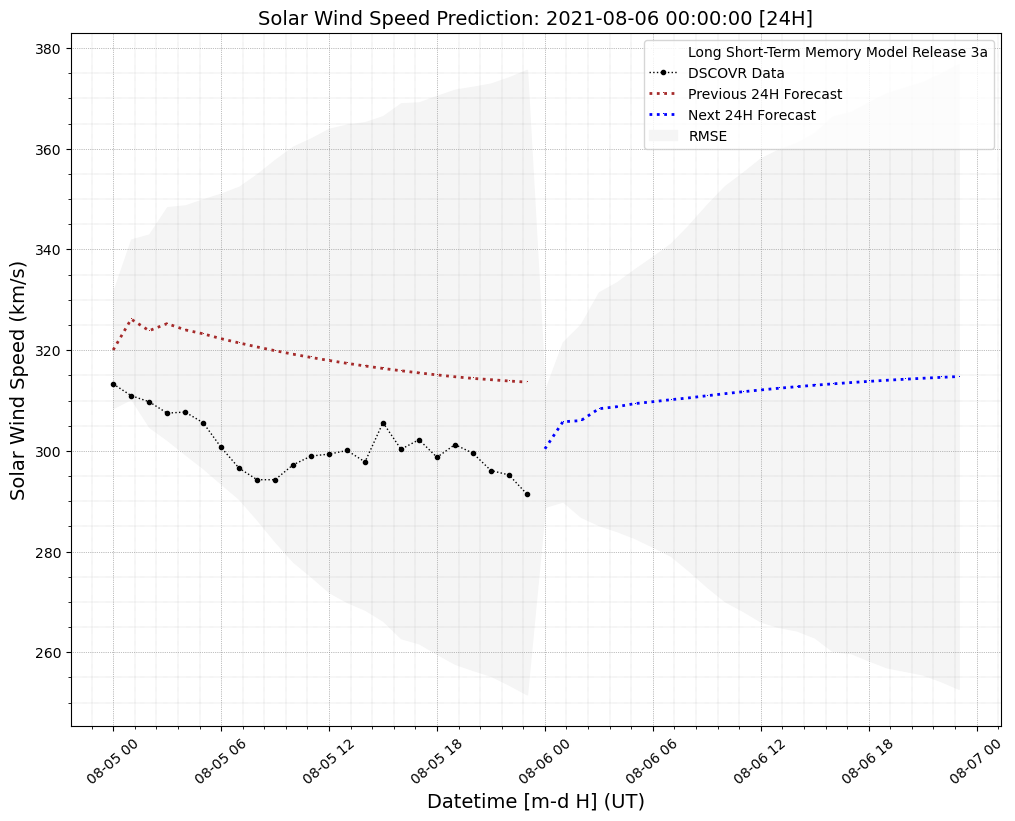 Solar Wind Speed Prediction: 2021-08-06 00:00:00 [24H]
Long Short-Term Memory Model Release 3a
DSCOVR Data
Previous 24H Forecast
Next 24H Forecast
RMSE
Solar Wind Speed (km/s)
380
360
340
320
300
280
260
08-05 00
08-05 06
08-05 12
08-05 18
08-06 00
08-06 06
08-06 12
08-06 18
08-07 00
Datetime [m-d H] (UT)